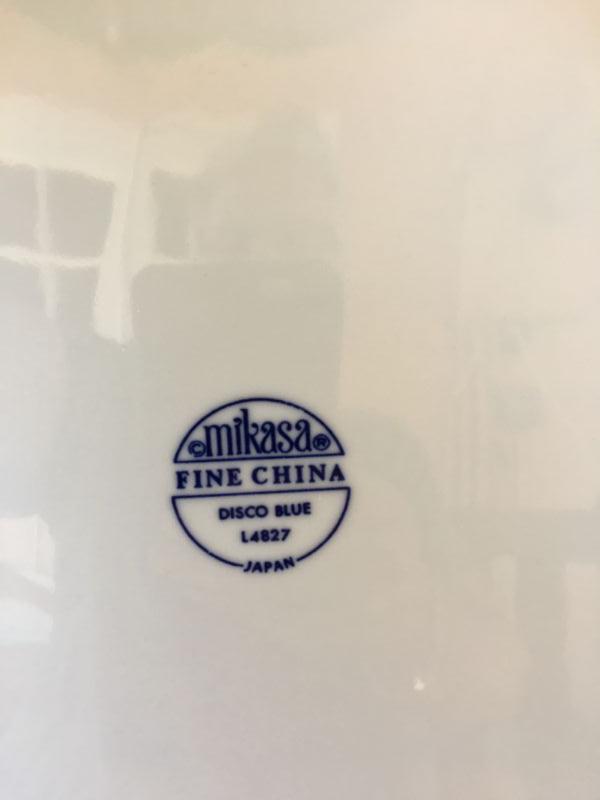 ©mikasa®
FINE CHINA
DISCO BLUE
L4827
JAPAN